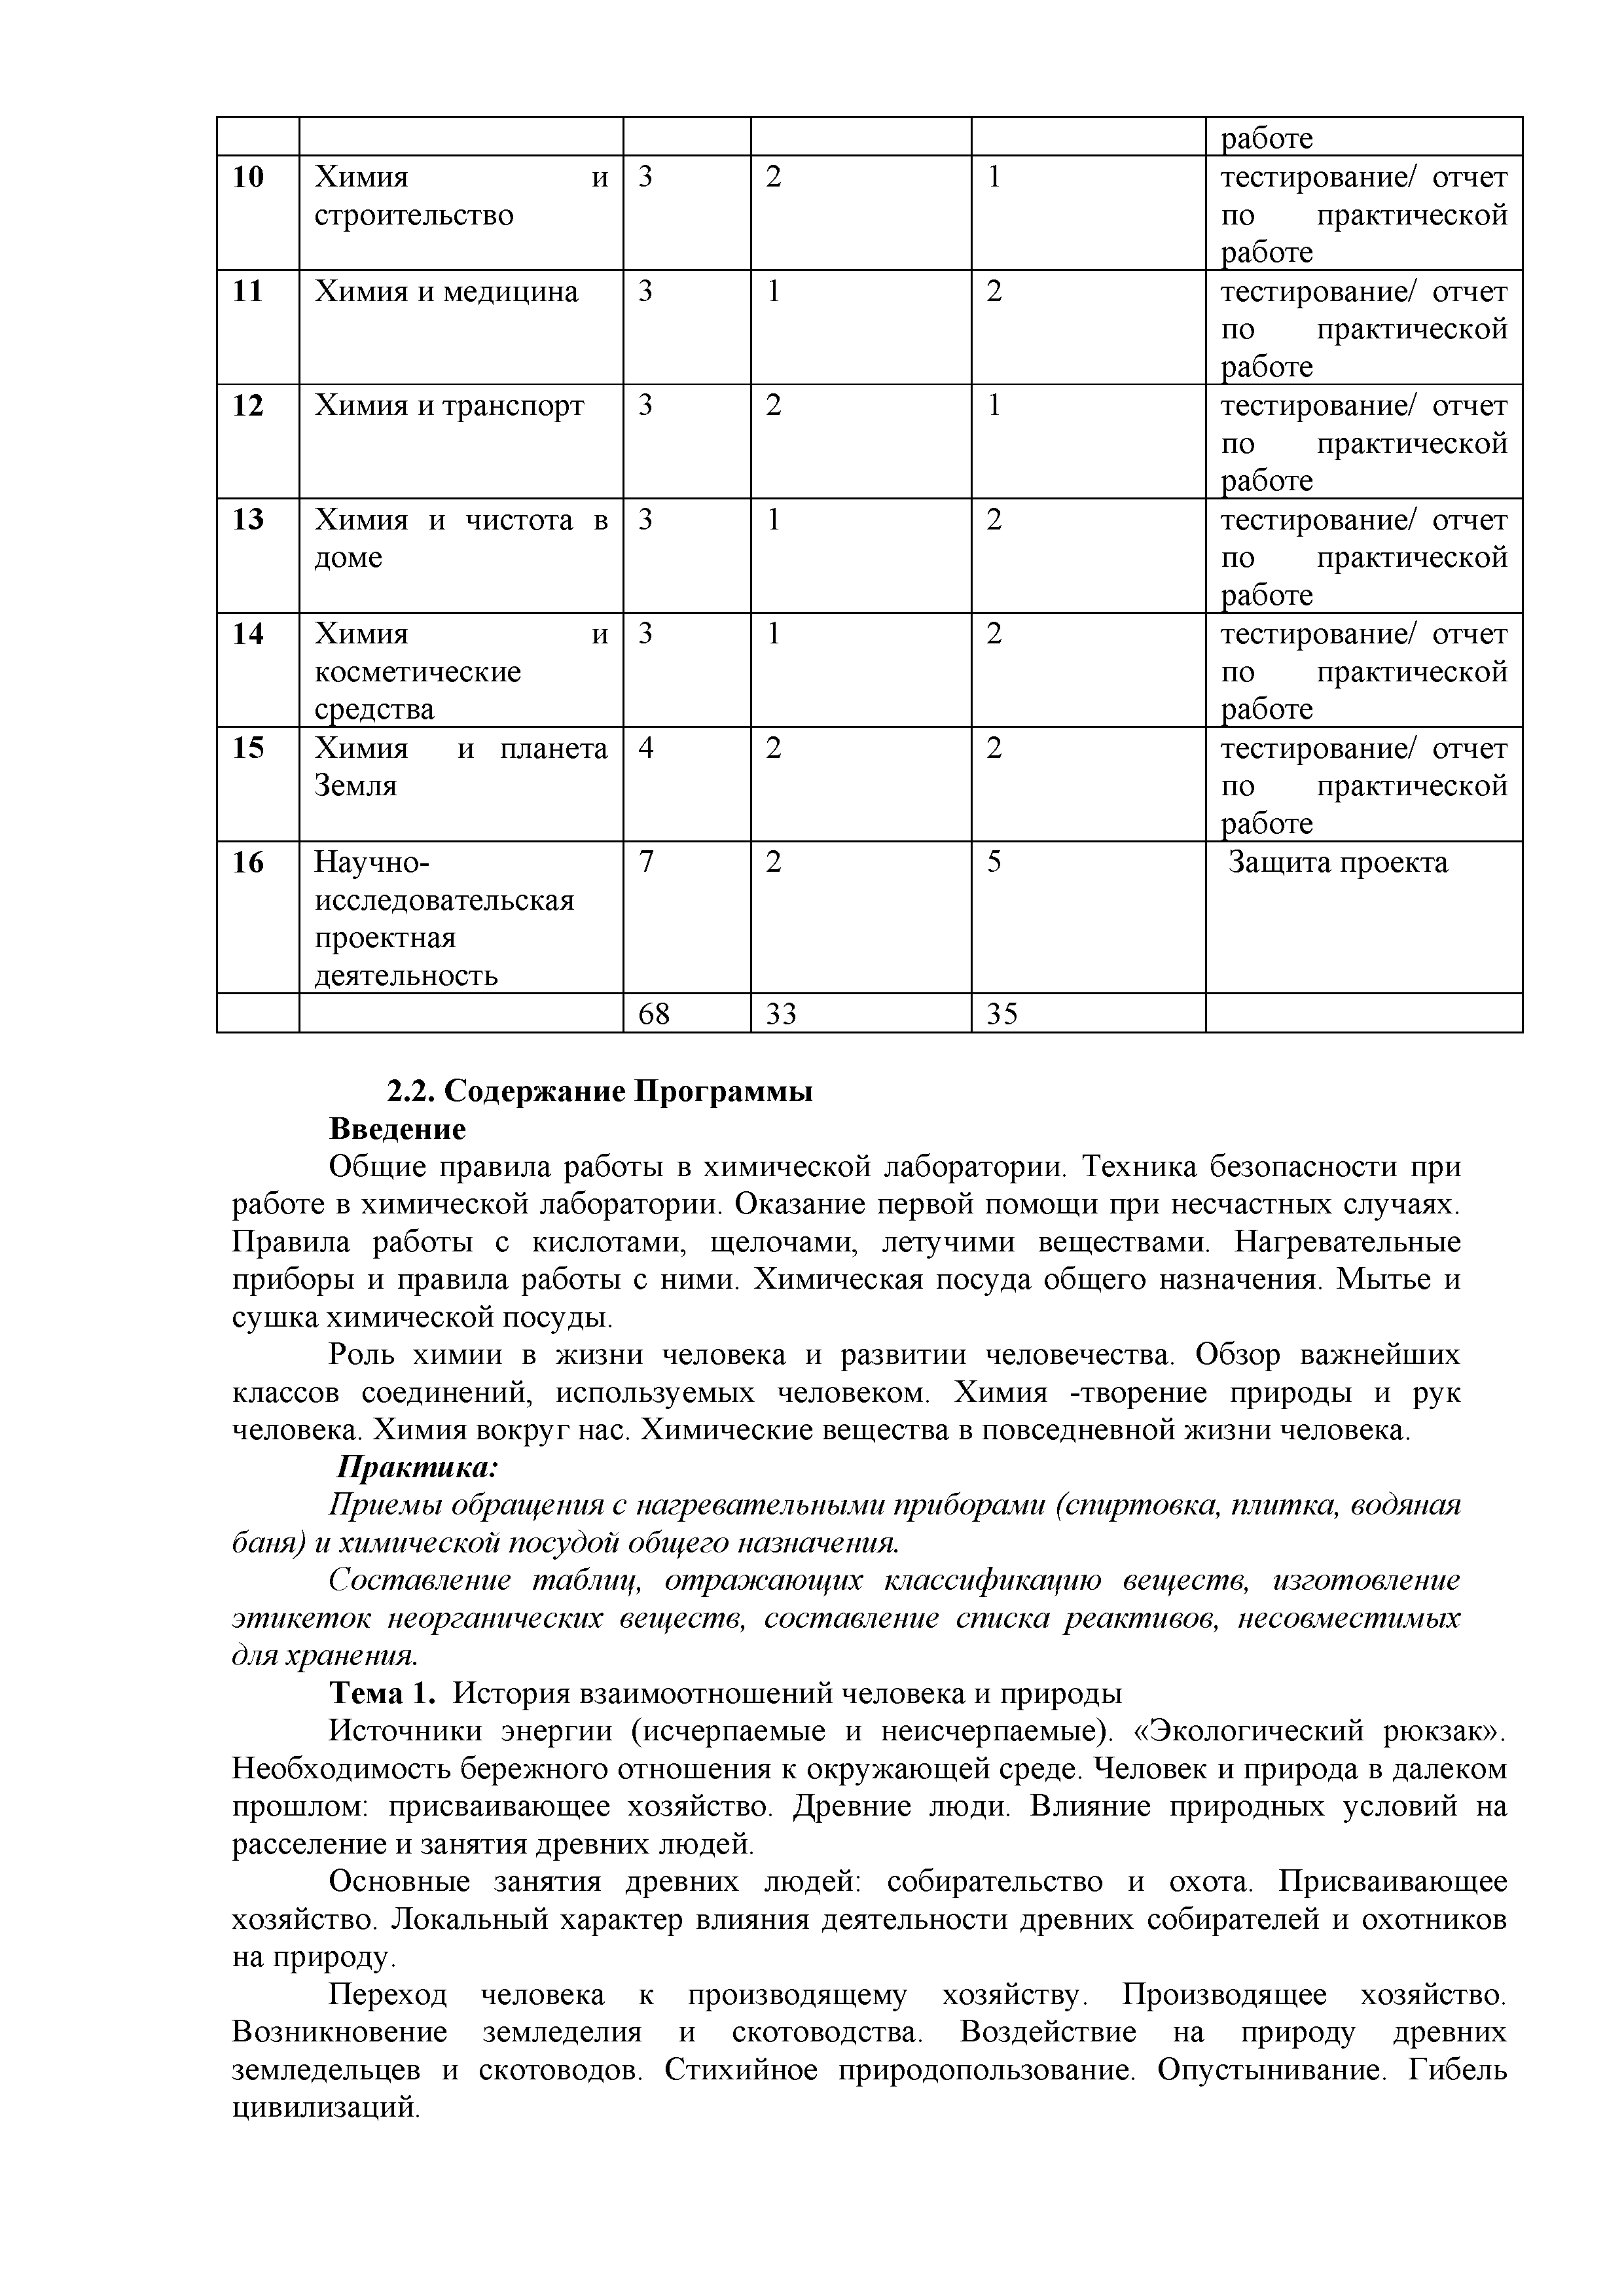 работе
10 Химия и 3 2 1 тестирование/ отчет
строительство по практической
работе
11 Химия и медицина 3 1 2 тестирование/ отчет
по практической
работе
12 Химия и транспорт 3 2 1 тестирование/ отчет
по практической
работе
13 Химия и чистота в 3 1 2 тестирование/ отчет
доме по практической
работе
14 Химия и 3 1 2 тестирование/ отчет
косметические по практической
средства работе
15 Химия и планета 4 2 2 тестирование/ отчет
Земля по практической
работе
16 Научно- 7 2 5 Защита проекта
исследовательская
проектная
деятельность
68 33 35
2.2. Содержание Программы
Введение
Общие правила работы в химической лаборатории. Техника безопасности при
работе в химической лаборатории. Оказание первой помощи при несчастных случаях.
Правила работы с кислотами, щелочами, летучими веществами. Нагревательные
приборы и правила работы с ними. Химическая посуда общего назначения. Мытье и
сушка химической посуды.
Роль химии в жизни человека и развитии человечества. Обзор важнейших
классов соединений, используемых человеком. Химия -творение природы и рук
человека. Химия вокруг нас. Химические вещества в повседневной жизни человека.
Практика:
Приемы обращения с нагревательными приборами (спиртовка, плитка, водяная
баня) и химической посудой общего назначения.
Составление таблиц, отражающих классификацию веществ, изготовление
этикеток неорганических веществ, составление списка реактивов, несовместимых
для хранения.
Тема 1. История взаимоотношений человека и природы
Источники энергии (исчерпаемые и неисчерпаемые). «Экологический рюкзак».
Необходимость бережного отношения к окружающей среде. Человек и природа в далеком
прошлом: присваивающее хозяйство. Древние люди. Влияние природных условий на
расселение и занятия древних людей.
Основные занятия древних людей: собирательство и охота. Присваивающее
хозяйство. Локальный характер влияния деятельности древних собирателей и охотников
на природу.
Переход человека к производящему хозяйству. Производящее хозяйство.
Возникновение земледелия и скотоводства. Воздействие на природу древних
земледельцев и скотоводов. Стихийное природопользование. Опустынивание. Гибель
цивилизаций.